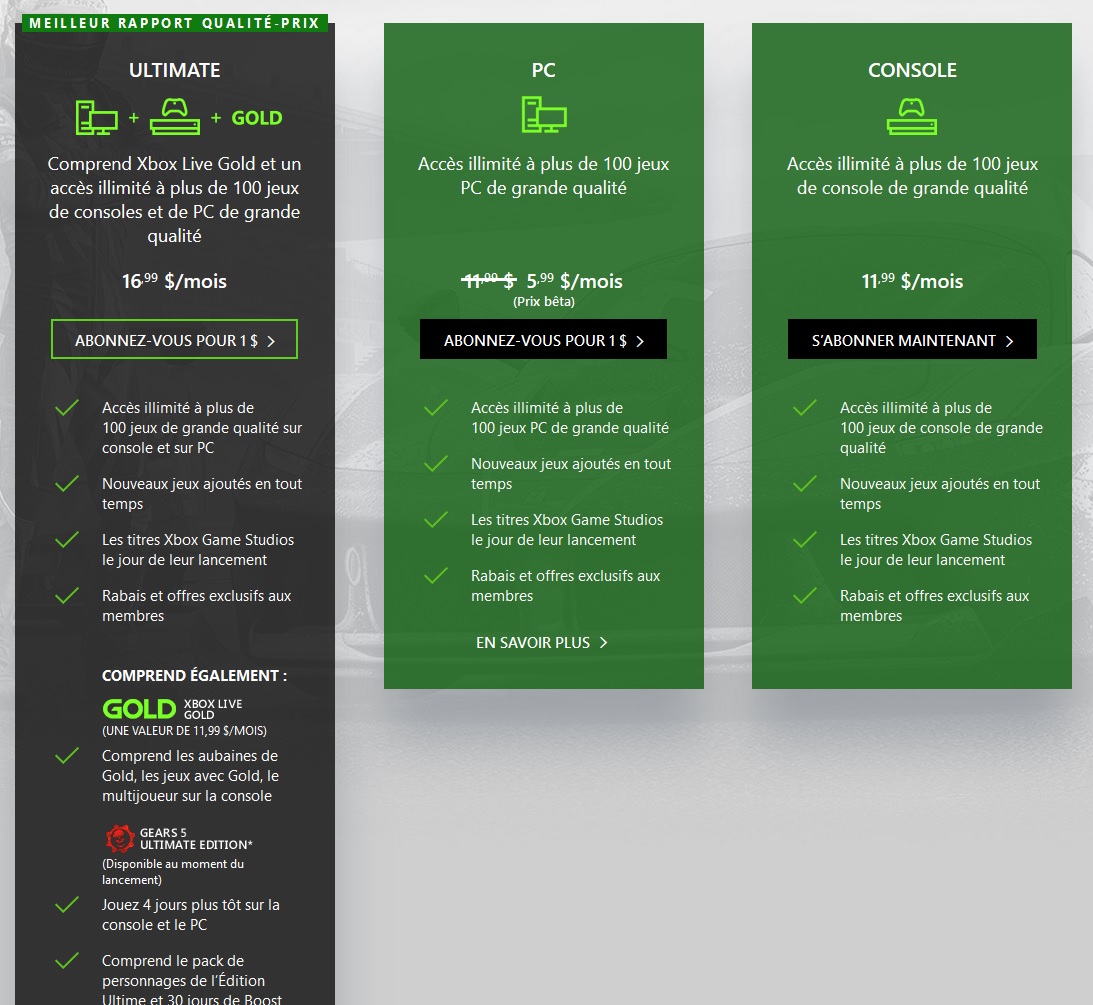 MEILLEUR RAPPORT QUALITÉ-PRIX
ULTIMATE
+ + GOLD
Comprend Xbox Live Gold et un
accès illimité à plus de 100 jeux
de consoles et de PC de grande
qualité
16,99 $/mois
ABONNEZ-VOUS POUR 1 $
Accès illimité à plus de
100 jeux de grande qualité sur
console et sur PC
Nouveaux jeux ajoutés en tout
temps
Les titres Xbox Game Studios
le jour de leur lancement
Rabais et offres exclusifs aux
membres
COMPREND ÉGALEMENT :
GOLD XBOX LIVE
GOLD
(UNE VALEUR DE 11,99 $/MOIS)
Comprend les aubaines de
Gold, les jeux avec Gold, le
multijoueur sur la console
GEARS 5
ULTIMATE EDITION*
(Disponible au moment du
lancement)
Jouez 4 jours plus tôt sur la
console et le PC
Comprend le pack de
personnages de l'Édition
Ultime et 30 jours de Boost
PC
Accès illimité à plus de 100 jeux
PC de grande qualité
11,99 $ 5,99 $/mois
(Prix bêta)
ABONNEZ-VOUS POUR 1 $
Accès illimité à plus de
100 jeux PC de grande qualité
Nouveaux jeux ajoutés en tout
temps
Les titres Xbox Game Studios
le jour de leur lancement
Rabais et offres exclusifs aux
membres
EN SAVOIR PLUS
CONSOLE
Accès illimité à plus de 100 jeux
de console de grande qualité
11,99 $/mois
S'ABONNER MAINTENANT
Accès illimité à plus de
100 jeux de console de grande
qualité
Nouveaux jeux ajoutés en tout
temps
Les titres Xbox Game Studios
le jour de leur lancement
Rabais et offres exclusifs aux
membres